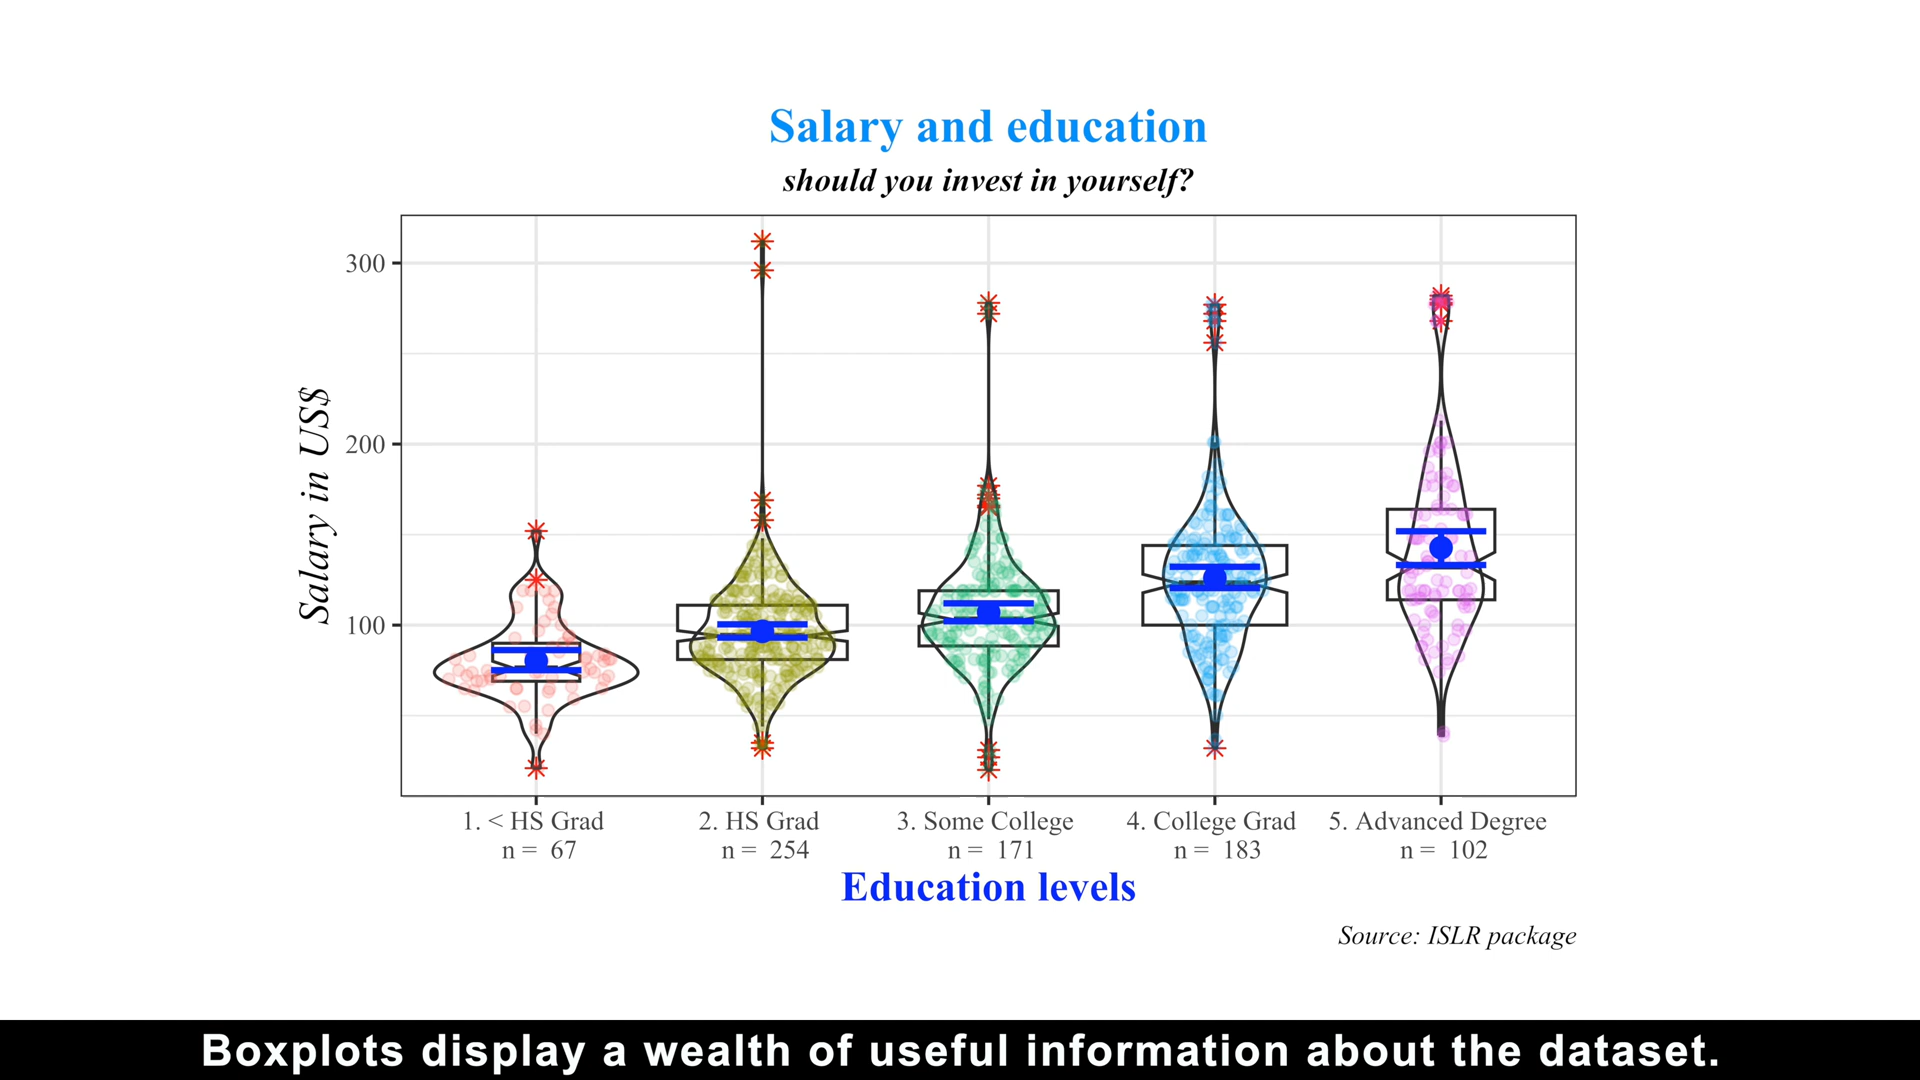 Salary and education
should you invest in yourself?
Salary in US$
300
200
100
1. < HS Grad
n = 67
2. HS Grad
n = 254
3. Some College
n = 171
4. College Grad
n = 183
5. Advanced Degree
n = 102
Education levels
Source: ISLR package
Boxplots display a wealth of useful information about the dataset.